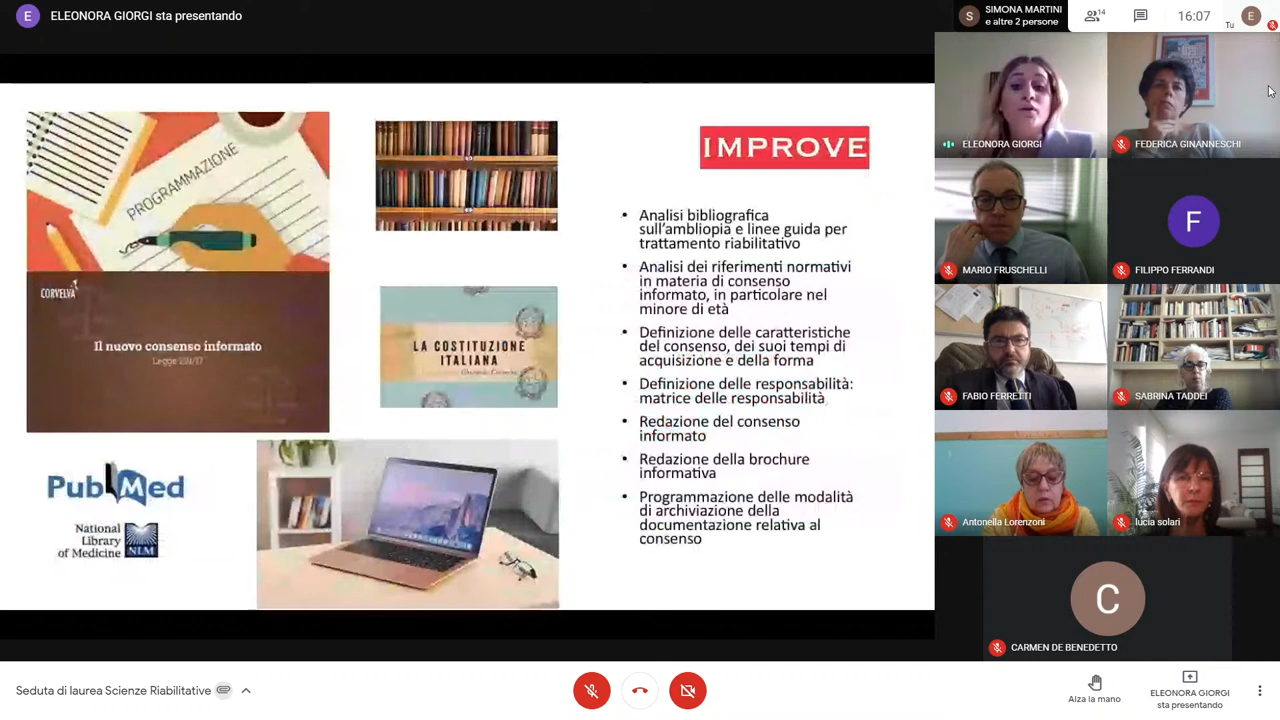 E ELEONORA GIORGI sta presentando
S SIMONA MARTINI
e altre 2 persone
14
16:07
Tu
E
PROGRAMMAZIONE
CORVELVA
Il nuovo consenso informato
LA COSTITUZIONE
ITALIANA
PubMed
National
Library
of Medicine
NLM
IMPROVE
• Analisi bibliografica
sull'ambliopia e linee guida per
trattamento riabilitativo
• Analisi dei riferimenti normativi
in materia di consenso
informato, in particolare nel
minore di età
• Definizione delle caratteristiche
del consenso, dei suoi tempi di
acquisizione e della forma
• Definizione delle responsabilità:
matrice delle responsabilità
• Redazione del consenso
informato
• Redazione della brochure
informativa
• Programmazione delle modalità
di archiviazione della
documentazione relativa al
consenso
ELEONORA GIORGI
FEDERICA GINANNESCHI
MARIO FRUSCHELLI
F
FILIPPO FERRANDI
FABIO FERRETTI
SABRINA TADDEI
Antonella Lorenzoni
lucia solari
C
CARMEN DE BENEDETTO
Seduta di laurea Scienze Riabilitative
Alza la mano
ELEONORA GIORGI
sta presentando